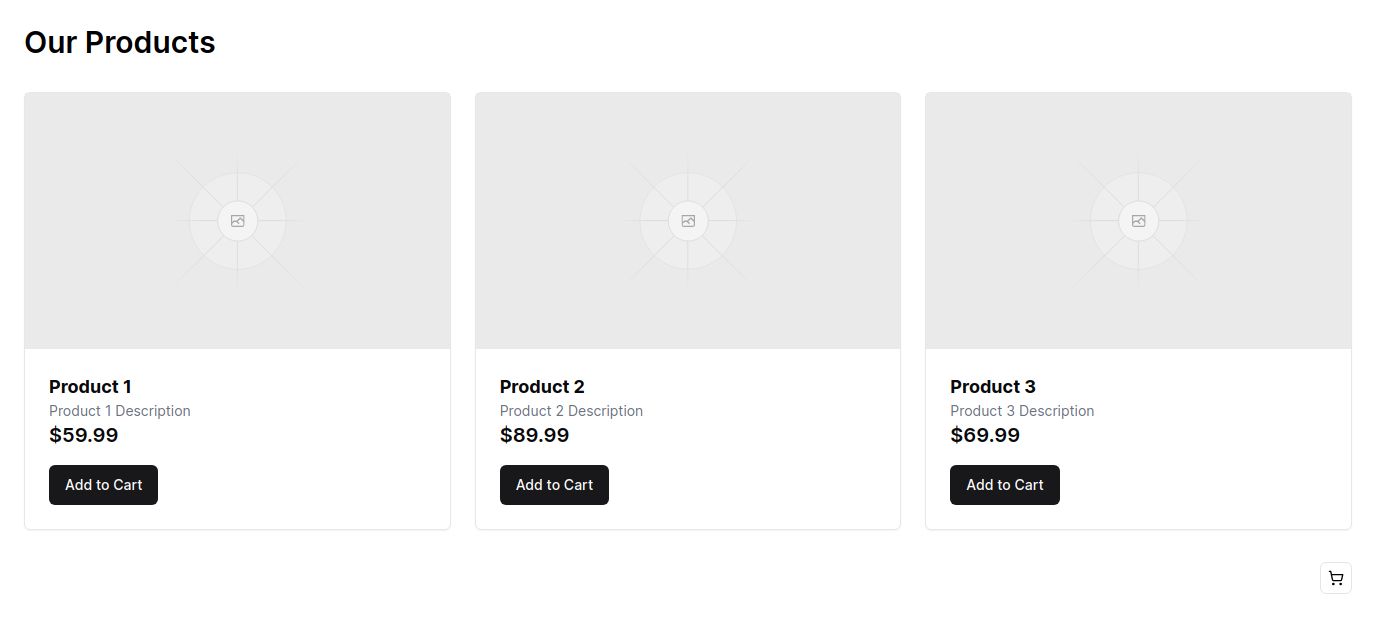 Our Products
Product 1
Product 1 Description
$59.99
Add to Cart
Product 2
Product 2 Description
$89.99
Add to Cart
Product 3
Product 3 Description
$69.99
Add to Cart